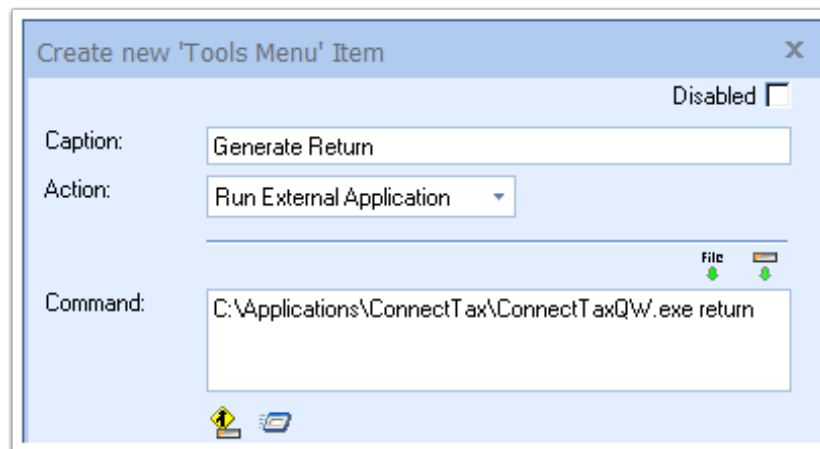 Create new 'Tools Menu' Item X
Disabled
Caption: Generate Return
Action: Run External Application
File
Command: C:\Applications\ConnectTax\ConnectTaxQW.exe return